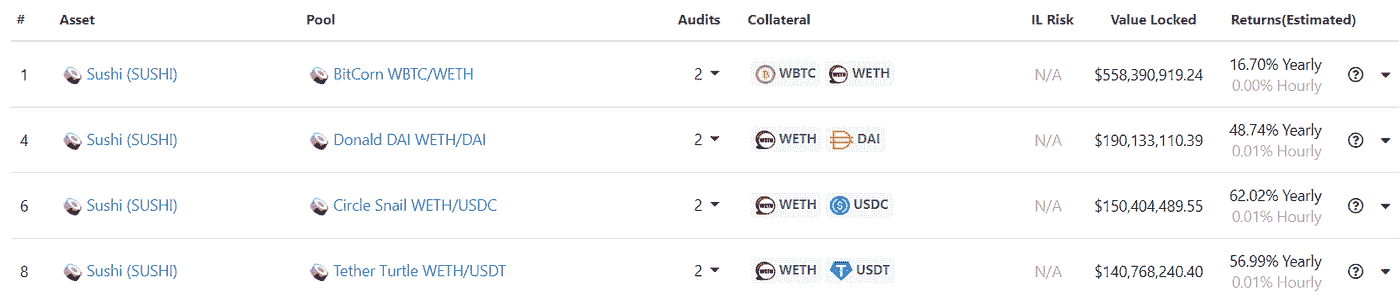 # Asset Pool Audits Collateral IL Risk Value Locked Returns(Estimated)
1 Sushi (SUSHI) BitCorn WBTC/WETH 2 WBTC WETH N/A $558,390,919.24 16.70% Yearly
0.00% Hourly
4 Sushi (SUSHI) Donald DAI WETH/DAI 2 WETH DAI N/A $190,133,110.39 48.74% Yearly
0.01% Hourly
6 Sushi (SUSHI) Circle Snail WETH/USDC 2 WETH USDC N/A $150,404,489.55 62.02% Yearly
0.01% Hourly
8 Sushi (SUSHI) Tether Turtle WETH/USDT 2 WETH USDT N/A $140,768,240.40 56.99% Yearly
0.01% Hourly